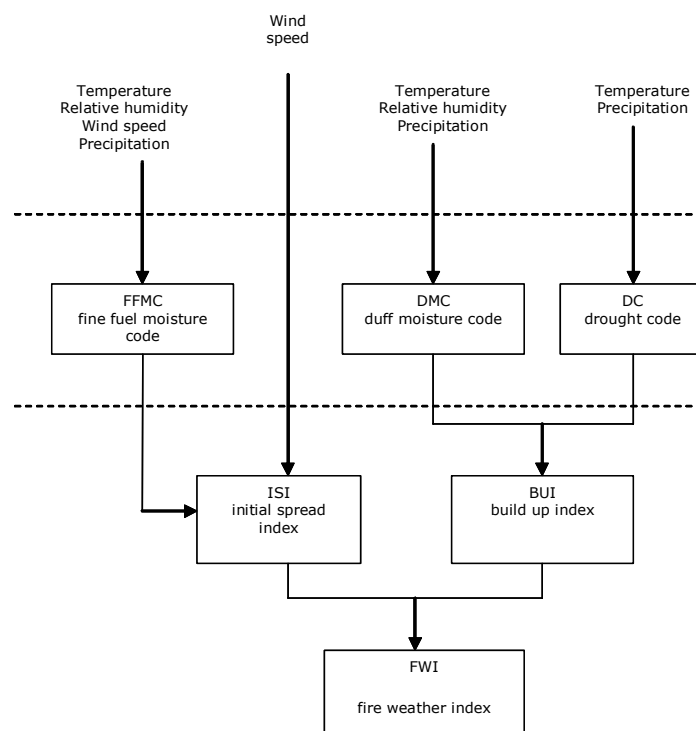 Wind
speed
Temperature
Relative humidity
Wind speed
Precipitation
Temperature
Relative humidity
Precipitation
Temperature
Precipitation
FFMC
fine fuel moisture
code
DMC
duff moisture code
DC
drought code
ISI
initial spread
index
BUI
build up index
FWI
fire weather index